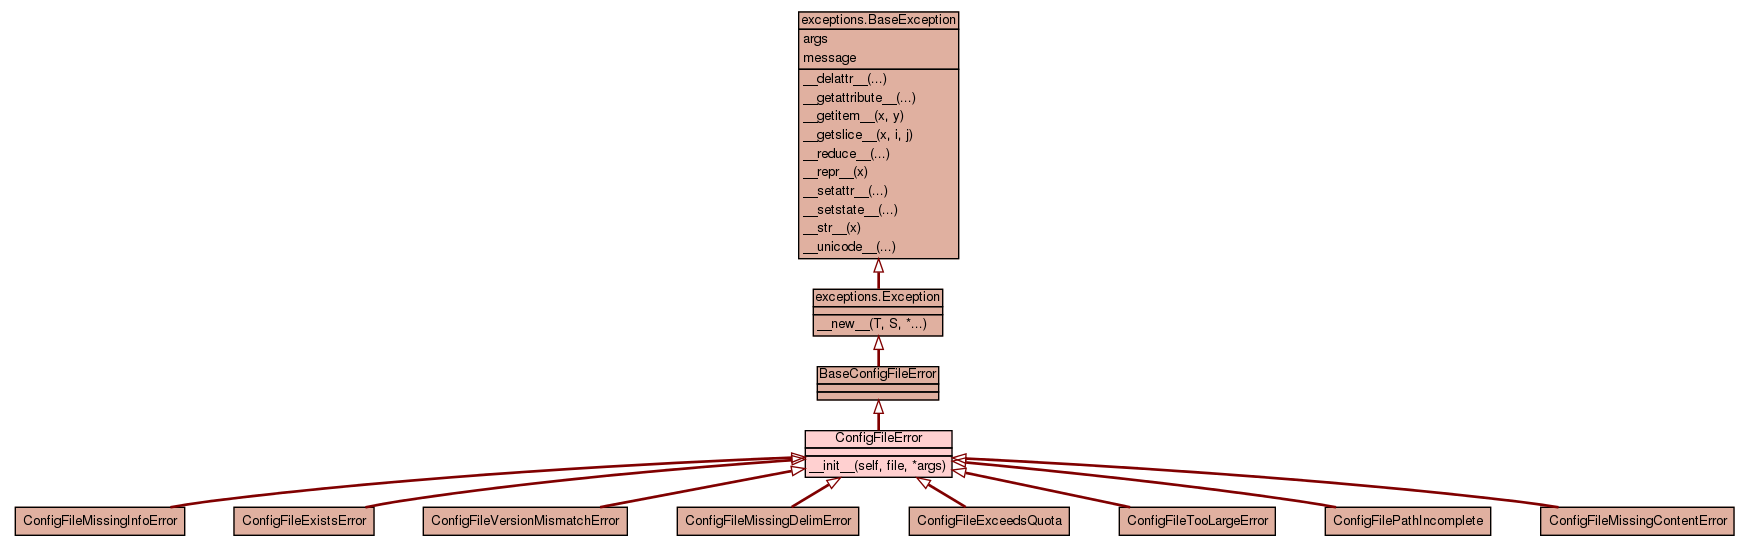 exceptions.BaseException
args
message
__delattr__(...)
__getattribute__(...)
__getitem__(x, y)
__getslice__(x, i, j)
__reduce__(...)
__repr__(x)
__setattr__(...)
__setstate__(...)
__str__(x)
__unicode__(...)
exceptions.Exception
__new__(T, S, *...)
BaseConfigFileError
ConfigFileError
__init__(self, file, *args)
ConfigFileMissingInfoError
ConfigFileExistsError
ConfigFileVersionMismatchError
ConfigFileMissingDelimError
ConfigFileExceedsQuota
ConfigFileTooLargeError
ConfigFilePathIncomplete
ConfigFileMissingContentError